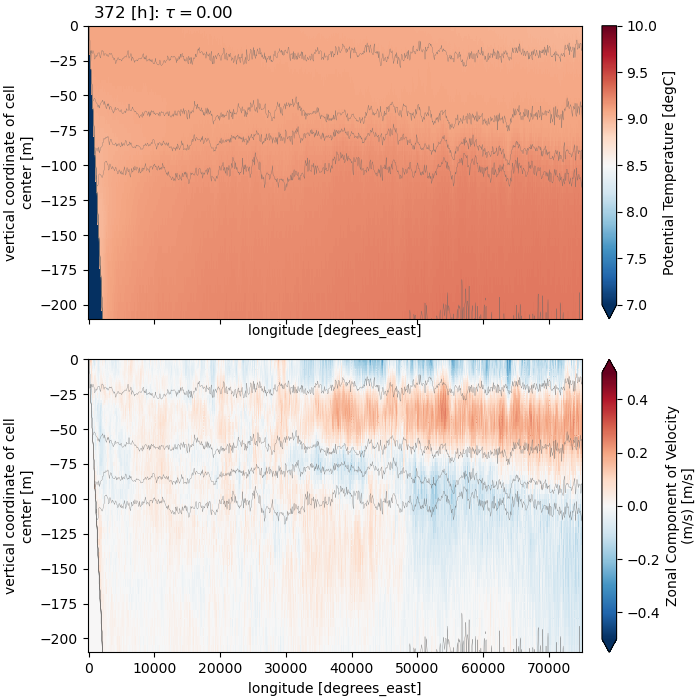 372 [h]: τ = 0.00
0
−25
−50
−75
−100
−125
−150
−175
−200
vertical coordinate of cell
center [m]
longitude [degrees_east]
10.0
9.5
9.0
8.5
8.0
7.5
7.0
Potential Temperature [degC]
0
−25
−50
−75
−100
−125
−150
−175
−200
vertical coordinate of cell
center [m]
0 10000 20000 30000 40000 50000 60000 70000
longitude [degrees_east]
0.4
0.2
0.0
−0.2
−0.4
Zonal Component of Velocity
(m/s) [m/s]